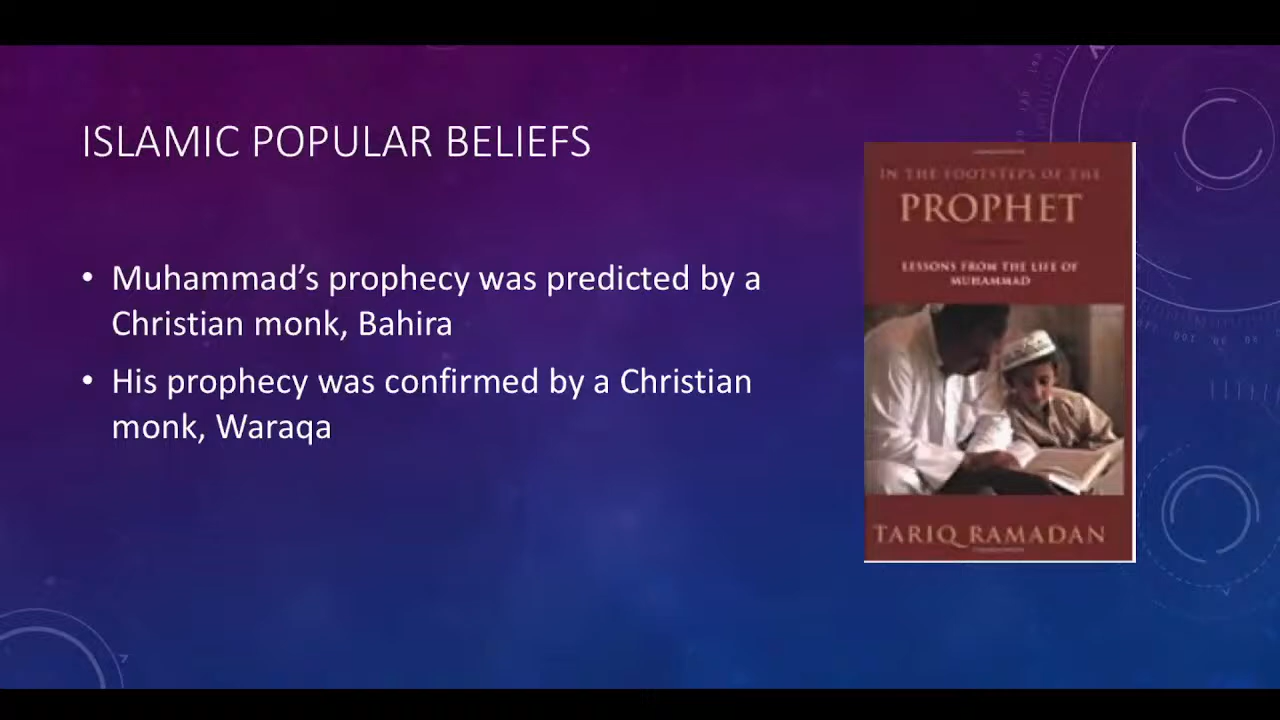 ISLAMIC POPULAR BELIEFS
• Muhammad’s prophecy was predicted by a
Christian monk, Bahira
• His prophecy was confirmed by a Christian
monk, Waraqa
IN THE FOOTSTEPS OF THE
PROPHET
LESSONS FROM THE LIFE OF
MUHAMMAD
TARIQ RAMADAN